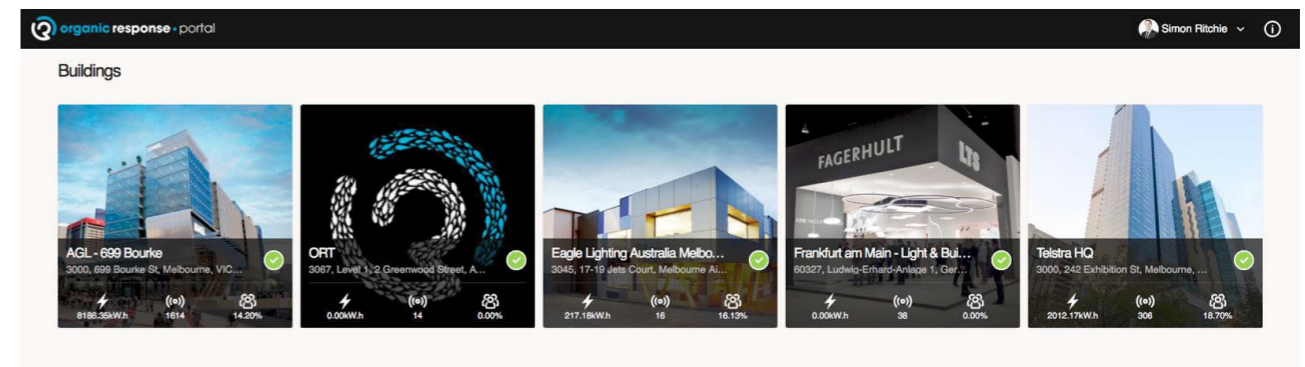 organic response • portal
Simon Ritchie
Buildings
AGL - 699 Bourke
3000, 699 Bourke St, Melbourne, VIC...
8186.35kW.h 1614 14.20%
ORT
3067, Level 1, 2 Greenwood Street, A...
0.00kW.h 14 0.00%
Eagle Lighting Australia Melbo...
3045, 17-19 Jets Court, Melbourne Ai...
217.18kW.h 16 16.13%
FAGERHULT LTS
Frankfurt am Main - Light & Bui...
60327, Ludwig-Erhard-Anlage 1, Ger...
0.00kW.h 38 0.00%
Telstra HQ
3000, 242 Exhibition St, Melbourne, ...
2012.17kW.h 306 18.70%